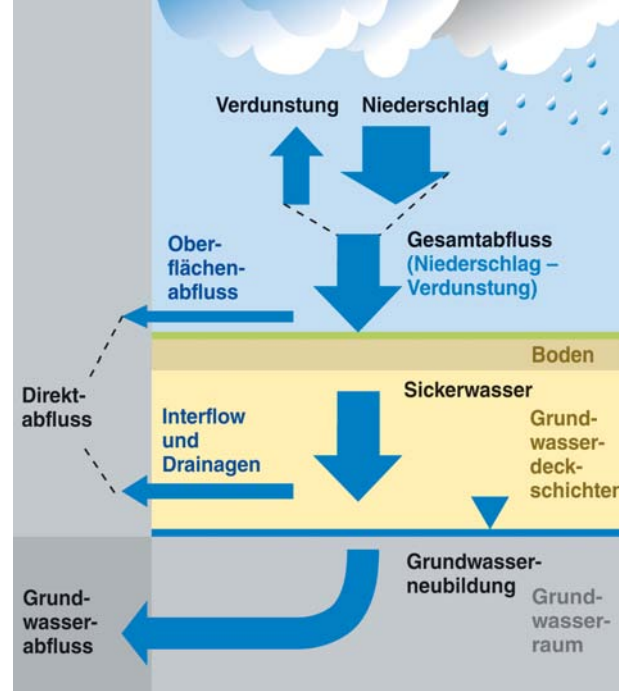 Verdunstung Niederschlag
Ober-
flächen-
abfluss
Gesamtabfluss
(Niederschlag –
Verdunstung)
Boden
Direkt-
abfluss
Sickerwasser
Interflow
und
Drainagen
Grund-
wasser-
deck-
schichten
Grundwasser-
neubildung
Grund-
wasser-
abfluss
Grund-
wasser-
raum